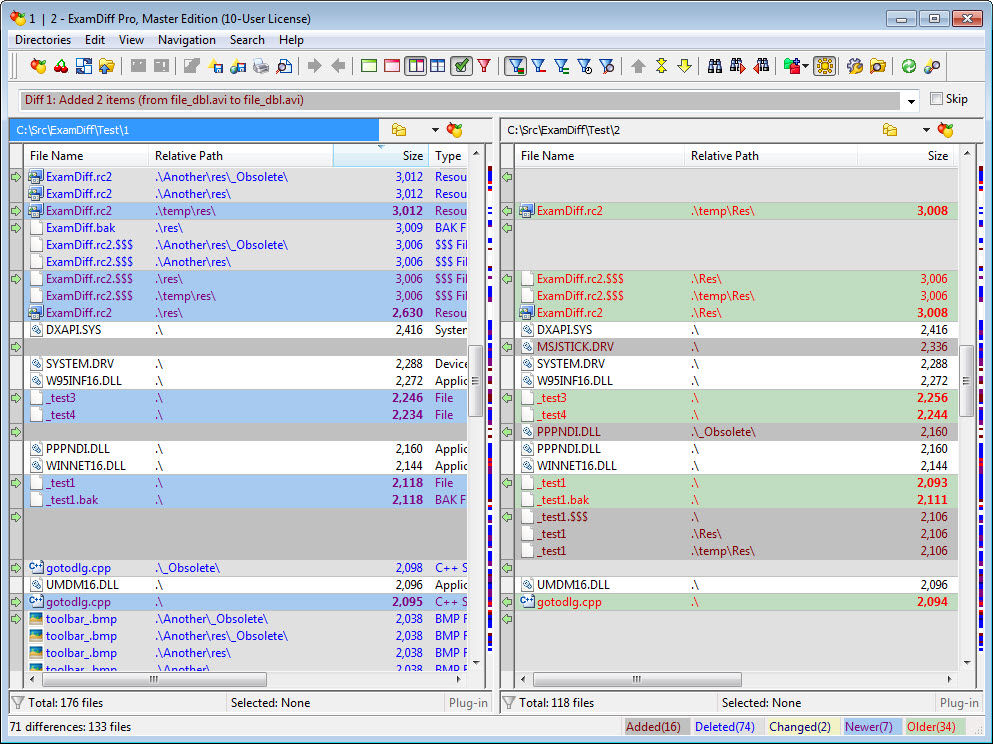 1 | 2 - ExamDiff Pro, Master Edition (10-User License)
Directories Edit View Navigation Search Help
Diff 1: Added 2 items (from file_dbl.avi to file_dbl.avi) Skip
C:\Src\ExamDiff\Test\1
File Name Relative Path Size Type
ExamDiff.rc2 .\Another\res\_Obsolete\ 3,012 Resou
ExamDiff.rc2 .\Another\res\ 3,012 Resou
ExamDiff.rc2 .\temp\res\ 3,012 Resou
ExamDiff.bak .\res\ 3,009 BAK F
ExamDiff.rc2.$$$ .\Another\res\_Obsolete\ 3,006 $$$ Fil
ExamDiff.rc2.$$$ .\Another\res\ 3,006 $$$ Fil
ExamDiff.rc2.$$$ .\res\ 3,006 $$$ Fil
ExamDiff.rc2.$$$ .\temp\res\ 3,006 $$$ Fil
ExamDiff.rc2 .\res\ 2,630 Resou
DXAPI.SYS .\ 2,416 System
SYSTEM.DRV .\ 2,288 Device
W95INF16.DLL .\ 2,272 Applic
_test3 .\ 2,246 File
_test4 .\ 2,234 File
PPPNDI.DLL .\ 2,160 Applic
WINNET16.DLL .\ 2,144 Applic
_test1 .\ 2,118 File
_test1.bak .\ 2,118 BAK F
gotodlg.cpp .\_Obsolete\ 2,098 C++ S
UMDM16.DLL .\ 2,096 Applic
gotodlg.cpp .\ 2,095 C++ S
toolbar_.bmp .\Another\_Obsolete\ 2,038 BMP F
toolbar_.bmp .\Another\res\_Obsolete\ 2,038 BMP F
toolbar_.bmp .\Another\res\ 2,038 BMP F
toolbar_.bmp .\Another\ 2,038 BMP F
Total: 176 files Selected: None Plug-in
C:\Src\ExamDiff\Test\2
File Name Relative Path Size
ExamDiff.rc2 .\temp\Res\ 3,008
ExamDiff.rc2.$$$ .\Res\ 3,006
ExamDiff.rc2.$$$ .\temp\Res\ 3,006
ExamDiff.rc2 .\Res\ 3,008
DXAPI.SYS .\ 2,416
MSJSTICK.DRV .\ 2,336
SYSTEM.DRV .\ 2,288
W95INF16.DLL .\ 2,272
_test3 .\ 2,256
_test4 .\ 2,244
PPPNDI.DLL .\_Obsolete\ 2,160
PPPNDI.DLL .\ 2,160
WINNET16.DLL .\ 2,144
_test1 .\ 2,093
_test1.bak .\ 2,111
_test1.$$$ .\ 2,106
_test1 .\Res\ 2,106
_test1 .\temp\Res\ 2,106
UMDM16.DLL .\ 2,096
gotodlg.cpp .\ 2,094
Total: 118 files Selected: None Plug-in
71 differences: 133 files Added(16) Deleted(74) Changed(2) Newer(7) Older(34)